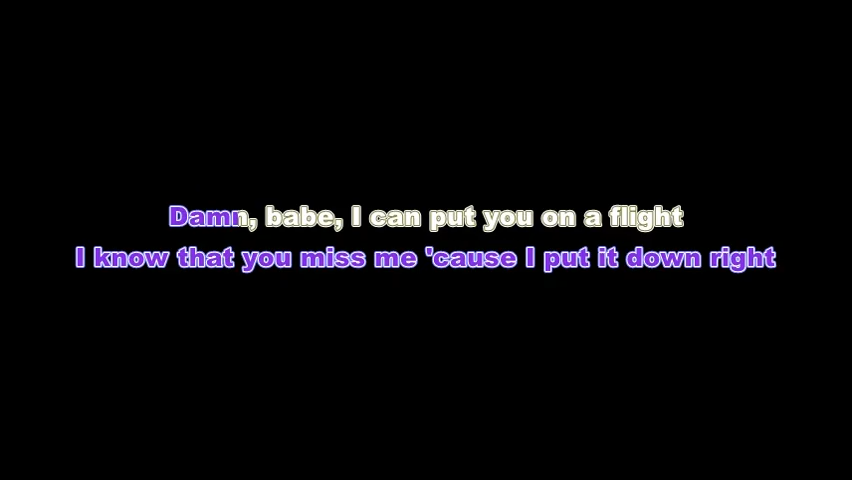 Damn, babe, I can put you on a flight
I know that you miss me 'cause I put it down right